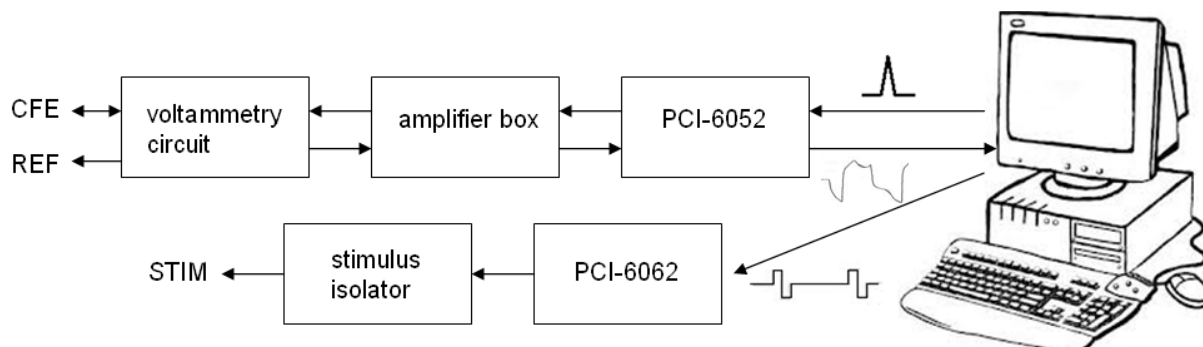 CFE
REF
voltammetry
circuit
amplifier box
PCI-6052
STIM
stimulus
isolator
PCI-6062